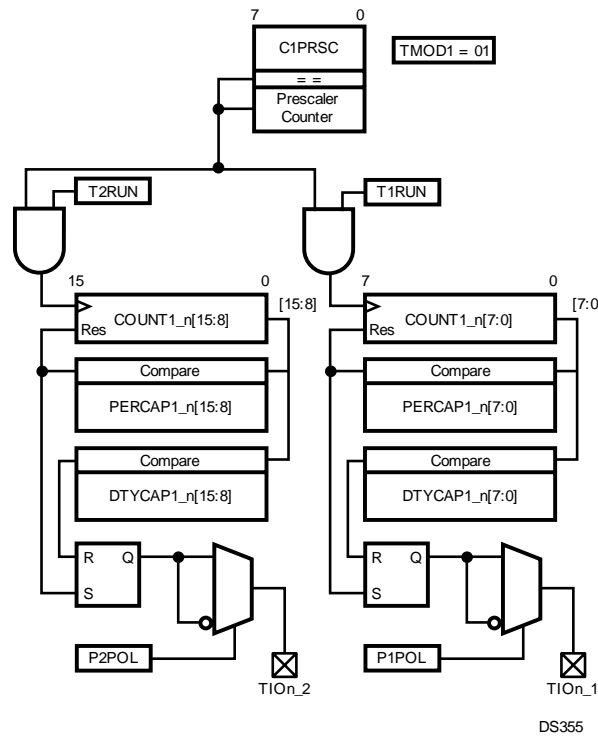 7 0
C1PRSC
TMOD1 = 01
= =
Prescaler
Counter
T2RUN
T1RUN
15 0
[15:8]
7 0
[7:0
COUNT1_n[15:8]
Res
COUNT1_n[7:0]
Res
Compare
Compare
PERCAP1_n[15:8]
PERCAP1_n[7:0]
Compare
Compare
DTYCAP1_n[15:8]
DTYCAP1_n[7:0]
R Q
S
R Q
S
P2POL
P1POL
TIOn_2
TIOn_1
DS355